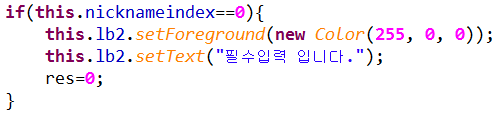 if(this.nicknameindex==0){
    this.lb2.setForeground(new Color(255, 0, 0));
    this.lb2.setText("필수입력 입니다.");
    res=0;
}